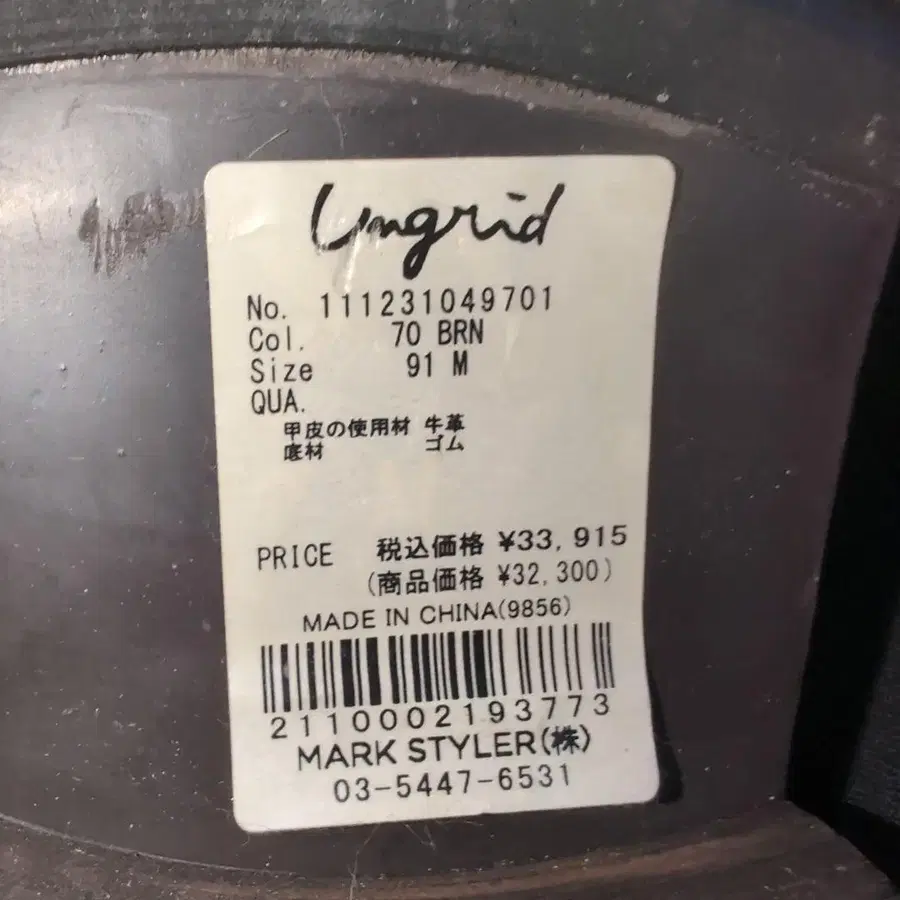 Ungrid
No. 111231049701
Col. 70 BRN
Size 91 M
QUA.
甲皮の使用材 牛革
底材 ゴム
PRICE 税込価格 ¥33,915
(商品価格 ¥32,300)
MADE IN CHINA(9856)
2110002193773
MARK STYLER(株)
03-5447-6531